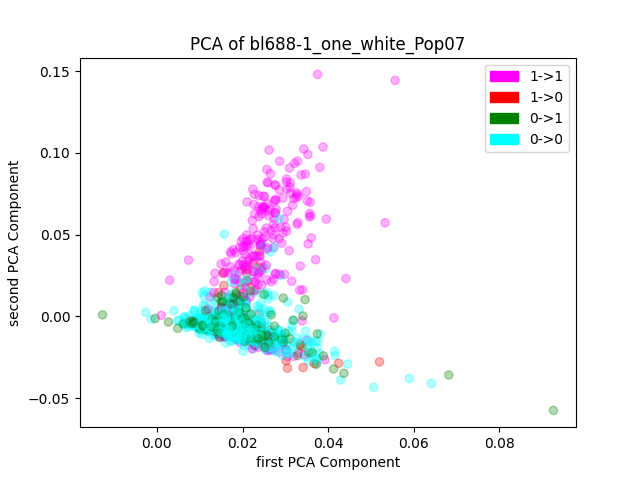 PCA of bl688-1_one_white_Pop07
1->1
1->0
0->1
0->0
second PCA Component
0.15
0.10
0.05
0.00
−0.05
0.00 0.02 0.04 0.06 0.08
first PCA Component